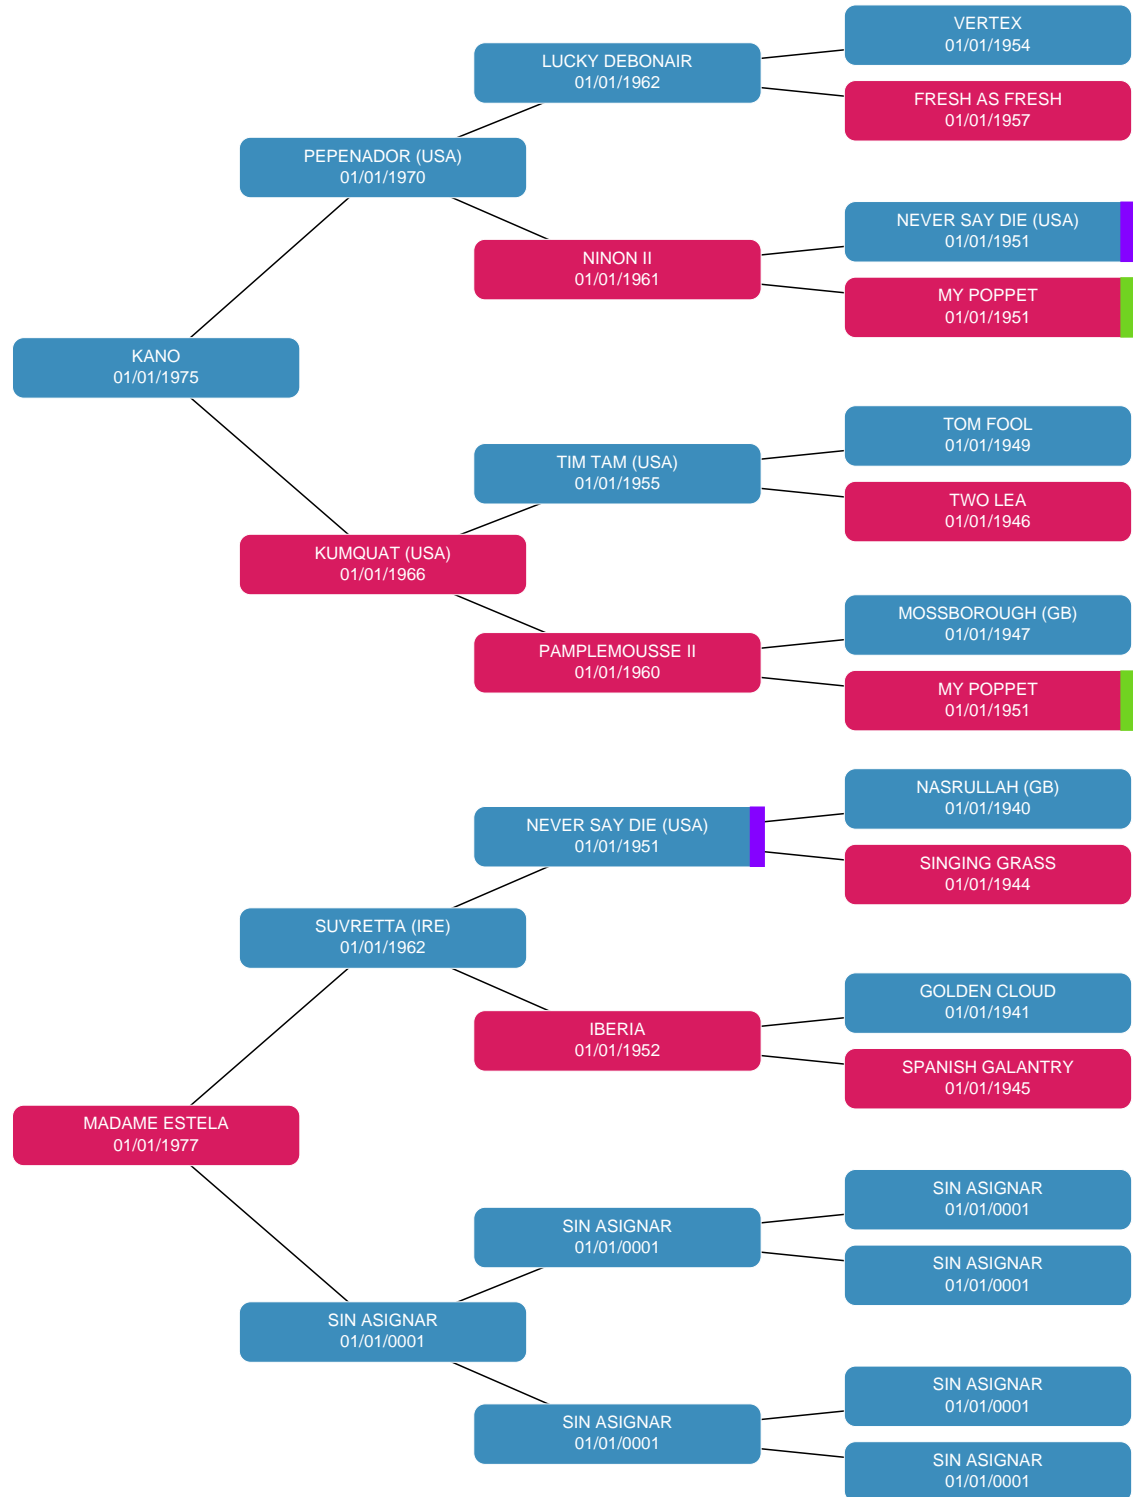 VERTEX
01/01/1954
LUCKY DEBONAIR
01/01/1962
FRESH AS FRESH
01/01/1957
PEPENADOR (USA)
01/01/1970
NEVER SAY DIE (USA)
01/01/1951
NINON II
01/01/1961
MY POPPET
01/01/1951
KANO
01/01/1975
TOM FOOL
01/01/1949
TIM TAM (USA)
01/01/1955
TWO LEA
01/01/1946
KUMQUAT (USA)
01/01/1966
MOSSBOROUGH (GB)
01/01/1947
PAMPLEMOUSSE II
01/01/1960
MY POPPET
01/01/1951
NASRULLAH (GB)
01/01/1940
NEVER SAY DIE (USA)
01/01/1951
SINGING GRASS
01/01/1944
SUVRETTA (IRE)
01/01/1962
GOLDEN CLOUD
01/01/1941
IBERIA
01/01/1952
SPANISH GALANTRY
01/01/1945
MADAME ESTELA
01/01/1977
SIN ASIGNAR
01/01/0001
SIN ASIGNAR
01/01/0001
SIN ASIGNAR
01/01/0001
SIN ASIGNAR
01/01/0001
SIN ASIGNAR
01/01/0001
SIN ASIGNAR
01/01/0001
SIN ASIGNAR
01/01/0001